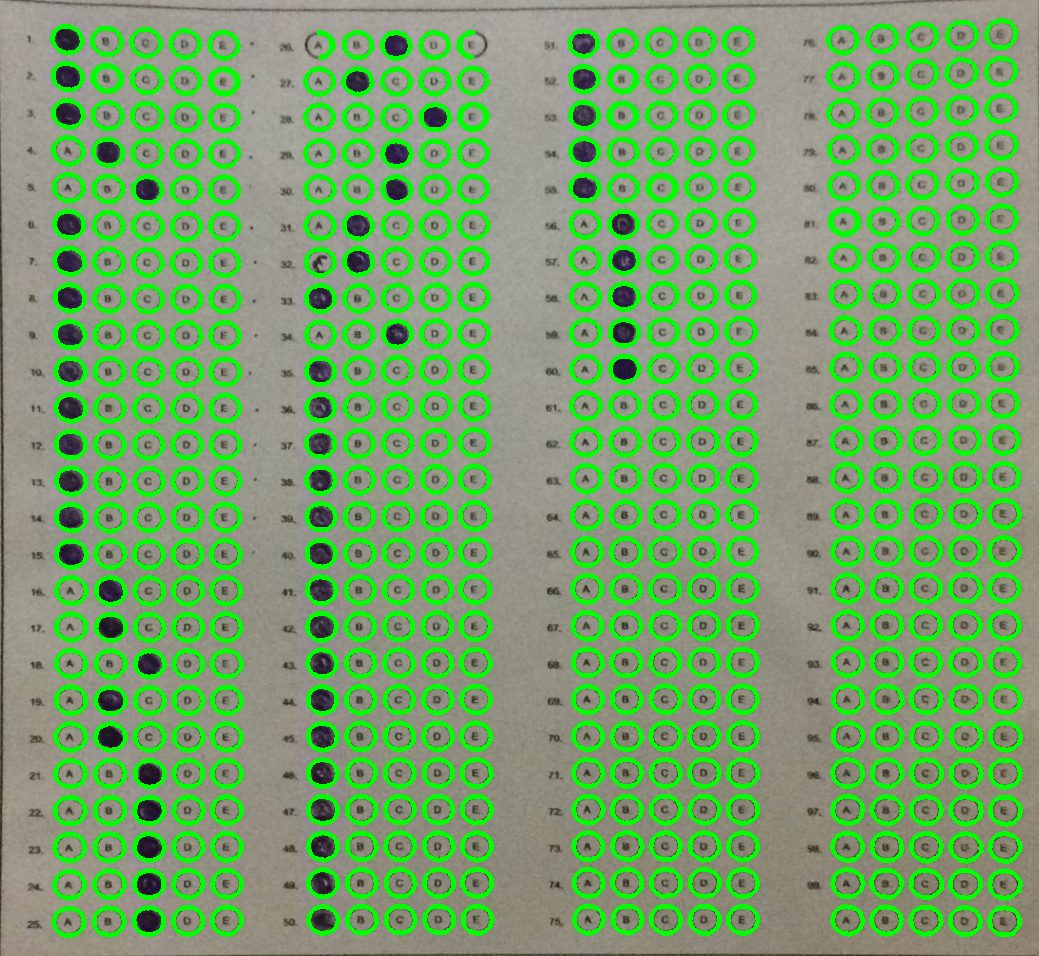 1. B C D E
2. B C D E
3. B C D E
4. A C D E
5. A B D E
6. B C D E
7. B C D E
8. B C D E
9. B C D E
10. B C D E
11. B C D E
12. B C D E
13. B C D E
14. B C D E
15. B C D E
16. A C D E
17. A C D E
18. A B D E
19. A C D E
20. A C D E
21. A B D E
22. A B D E
23. A B D E
24. A B D E
25. A B D E
26. A B D E
27. A C D E
28. A B C E
29. A B D E
30. A B D E
31. A C D E
32. C D E
33. B C D E
34. A B D E
35. B C D E
36. B C D E
37. B C D E
38. B C D E
39. B C D E
40. B C D E
41. B C D E
42. B C D E
43. B C D E
44. B C D E
45. B C D E
46. B C D E
47. B C D E
48. B C D E
49. B C D E
50. B C D E
51. B C D E
52. B C D E
53. B C D E
54. B C D E
55. B C D E
56. A C D E
57. A C D E
58. A C D E
59. A C D E
60. A C D E
61. A B C D E
62. A B C D E
63. A B C D E
64. A B C D E
65. A B C D E
66. A B C D E
67. A B C D E
68. A B C D E
69. A B C D E
70. A B C D E
71. A B C D E
72. A B C D E
73. A B C D E
74. A B C D E
75. A B C D E
76. A B C D E
77. A B C D E
78. A B C D E
79. A B C D E
80. A B C D E
81. A B C D E
82. A B C D E
83. A B C D E
84. A B C D E
85. A B C D E
86. A B C D E
87. A B C D E
88. A B C D E
89. A B C D E
90. A B C D E
91. A B C D E
92. A B C D E
93. A B C D E
94. A B C D E
95. A B C D E
96. A B C D E
97. A B C D E
98. A B C D E
99. A B C D E
A B C D E